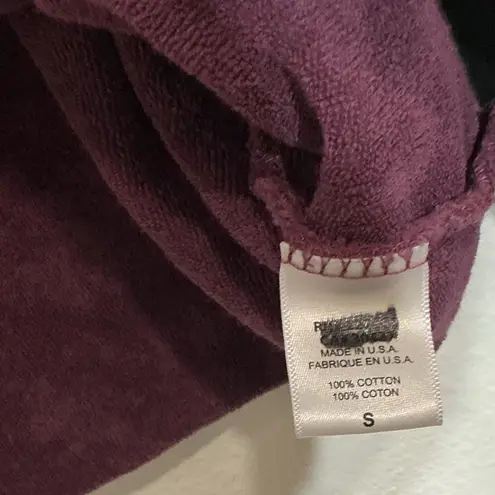 MADE IN U.S.A.
FABRIQUE EN U.S.A.
100% COTTON
100% COTON
S